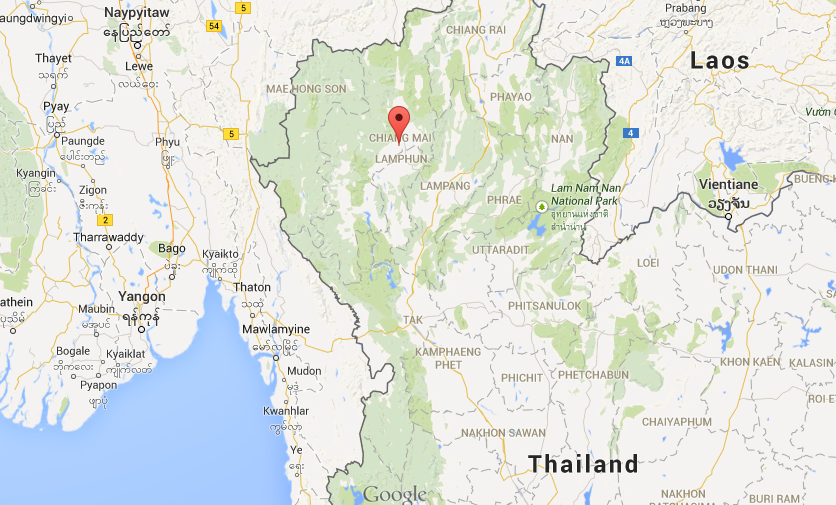 Naypyitaw
နေပြည်တော်
5
54
CHIANG RAI
Prabang
ຫຼວງພະບາງ
aungdwingyi
Thayet
သရက်
Lewe
လယ်ဝေး
4A
Laos
MAE HONG SON
PHAYAO
Pyay
ပြည်
5
CHIANG MAI
4
NAN
Paungde
ပေါင်းတည်
Phyu
ဖြူး
LAMPHUN
Kyangin
ကြံခင်း
LAMPANG
Lam Nam Nan
National Park
อุทยานแห่งชาติ
ลำน้ำน่าน
Vientiane
ວຽງຈັນ
BUENG K
Zigon
ဇီးကုန်း
PHRAE
2
Tharrawaddy
Bago
ပဲခူး
Kyaikto
ကျိုက်ထို
UTTARADIT
LOEI
UDON THANI
athein
ပုသိမ်
Maubin
မအူပင်
Yangon
ရန်ကုန်
Thaton
သထုံ
PHITSANULOK
TAK
Mawlamyine
မော်လမြိုင်
Bogale
ဘိုကလေး
Kyaiklat
ကျိုက်လတ်
KAMPHAENG
PHET
KHON KAEN
KALASIN
Pyapon
ဖျာပုံ
Mudon
မုဒုံ
PHICHIT
PHETCHABUN
ROI ET
Kwanhlar
ကွမ်းလှာ
CHAIYAPHUM
Ye
ရေး
NAKHON SAWAN
Thailand
Google
NAKHON
RATCHASIMA
BURI RAM